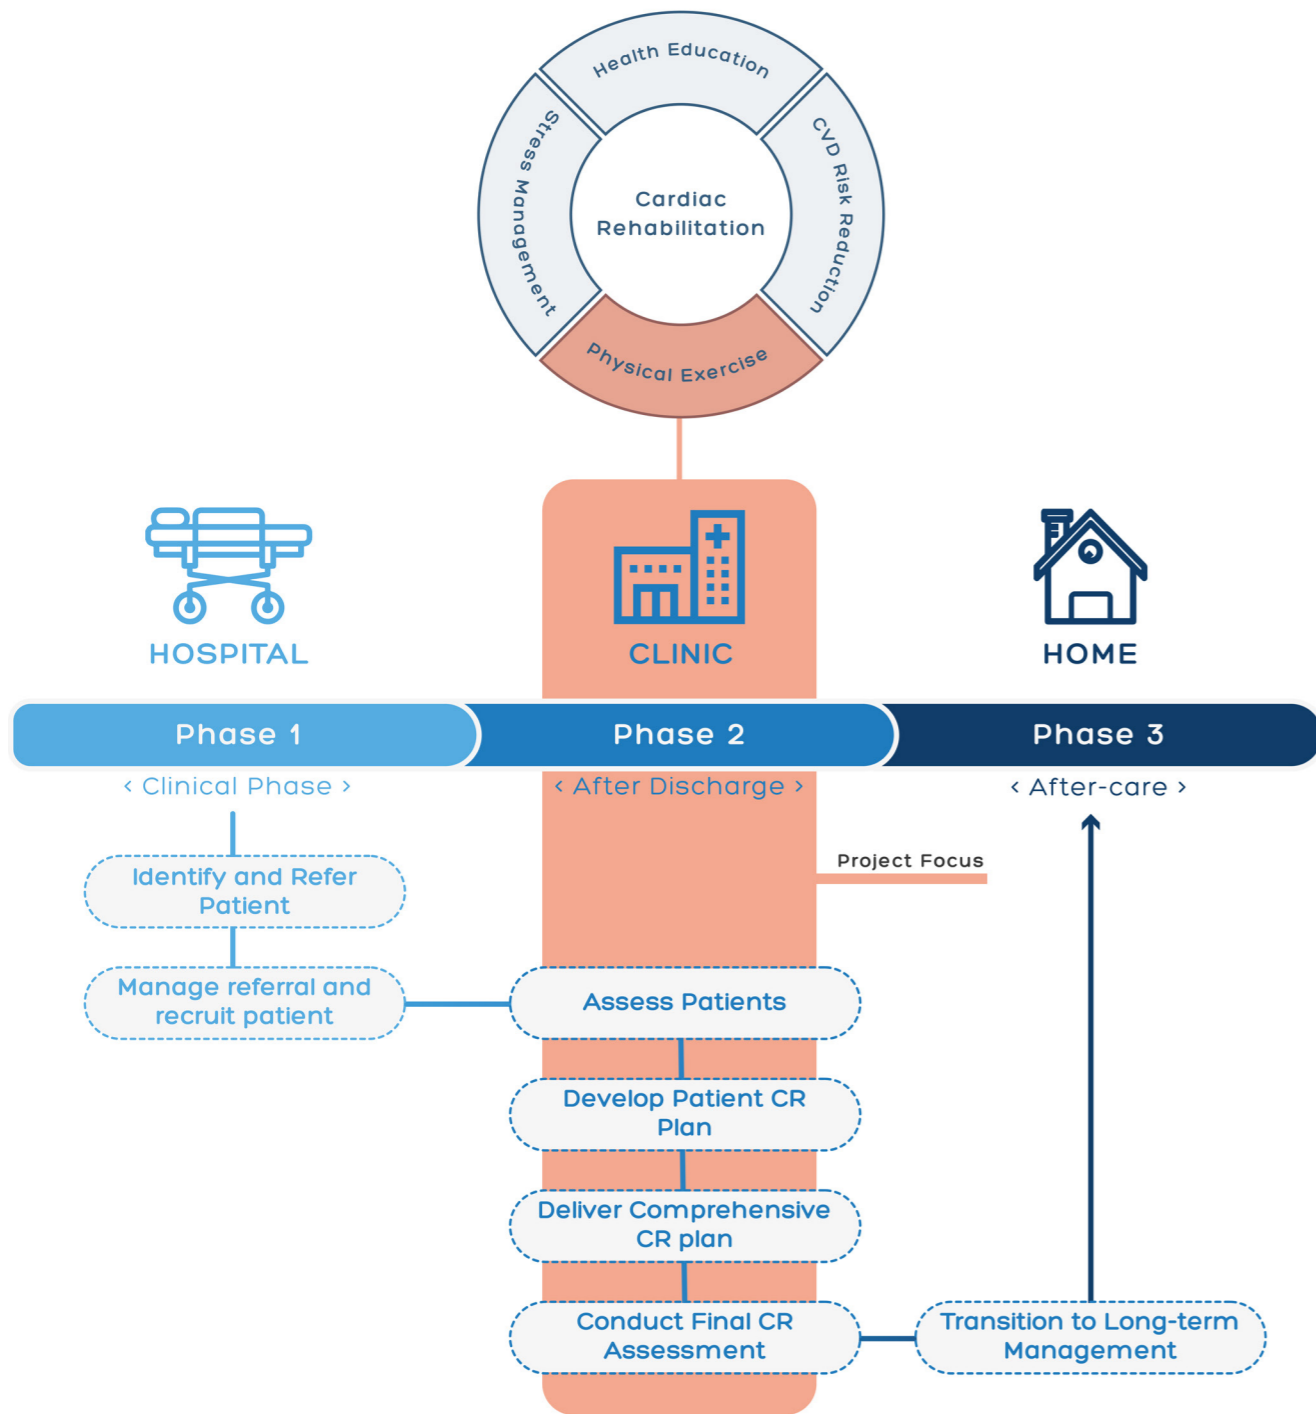 Health Education
Stress Management
CVD Risk Reduction
Cardiac
Rehabilitation
Physical Exercise
HOSPITAL
CLINIC
HOME
Phase 1
Phase 2
Phase 3
< Clinical Phase >
< After Discharge >
< After-care >
Project Focus
Identify and Refer
Patient
Manage referral and
recruit patient
Assess Patients
Develop Patient CR
Plan
Deliver Comprehensive
CR plan
Conduct Final CR
Assessment
Transition to Long-term
Management